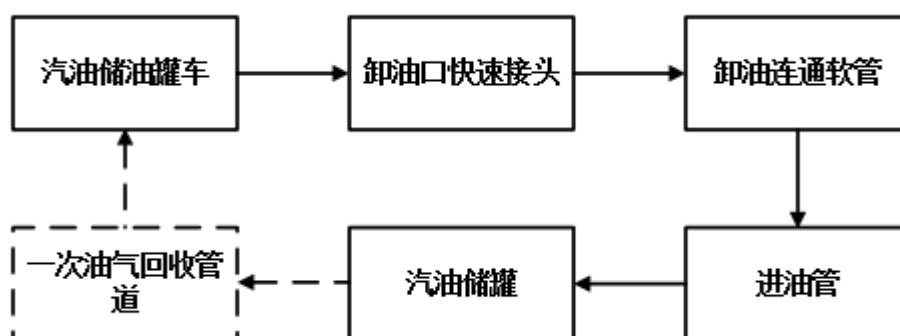 汽油储油罐车
卸油口快速接头
卸油连通软管
一次油气回收管
道
汽油储罐
进油管